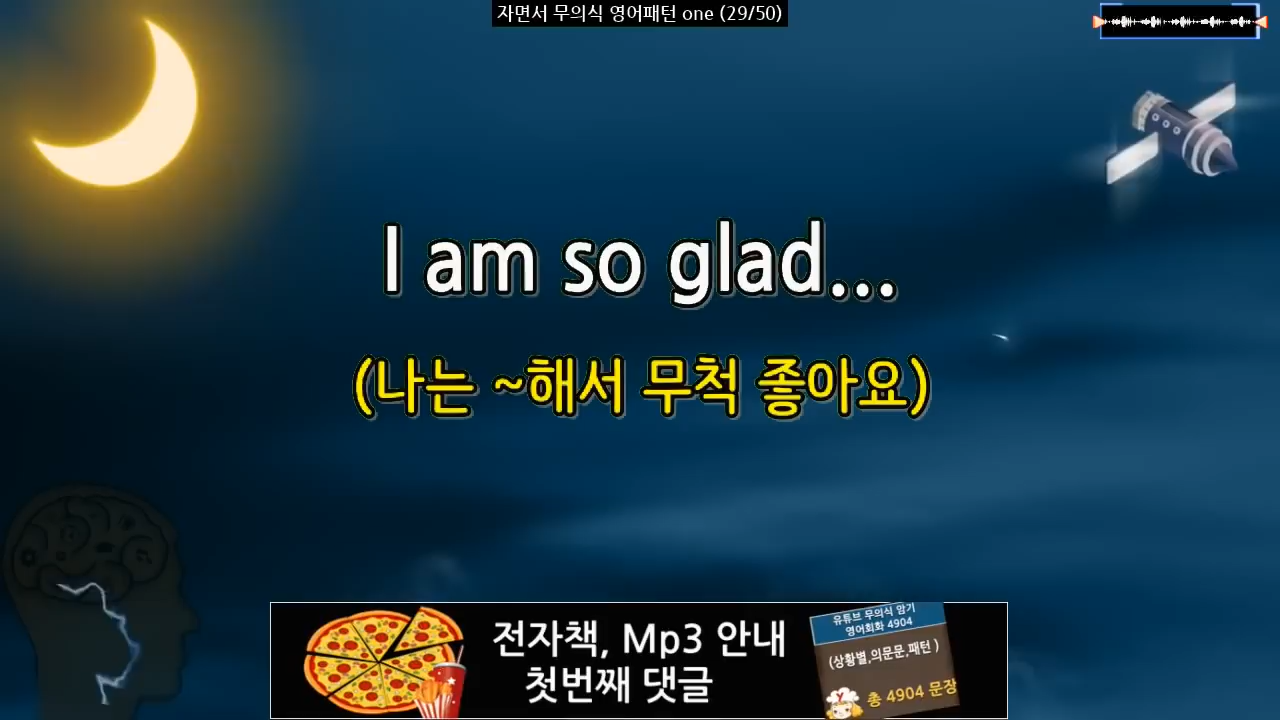 자면서 무의식 영어패턴 one (29/50)
I am so glad...
(나는 ~해서 무척 좋아요)
전자책, Mp3 안내
첫번째 댓글
유튜브 무의식 암기
영어회화 4904
(상황별,의문문,패턴 )
총 4904 문장